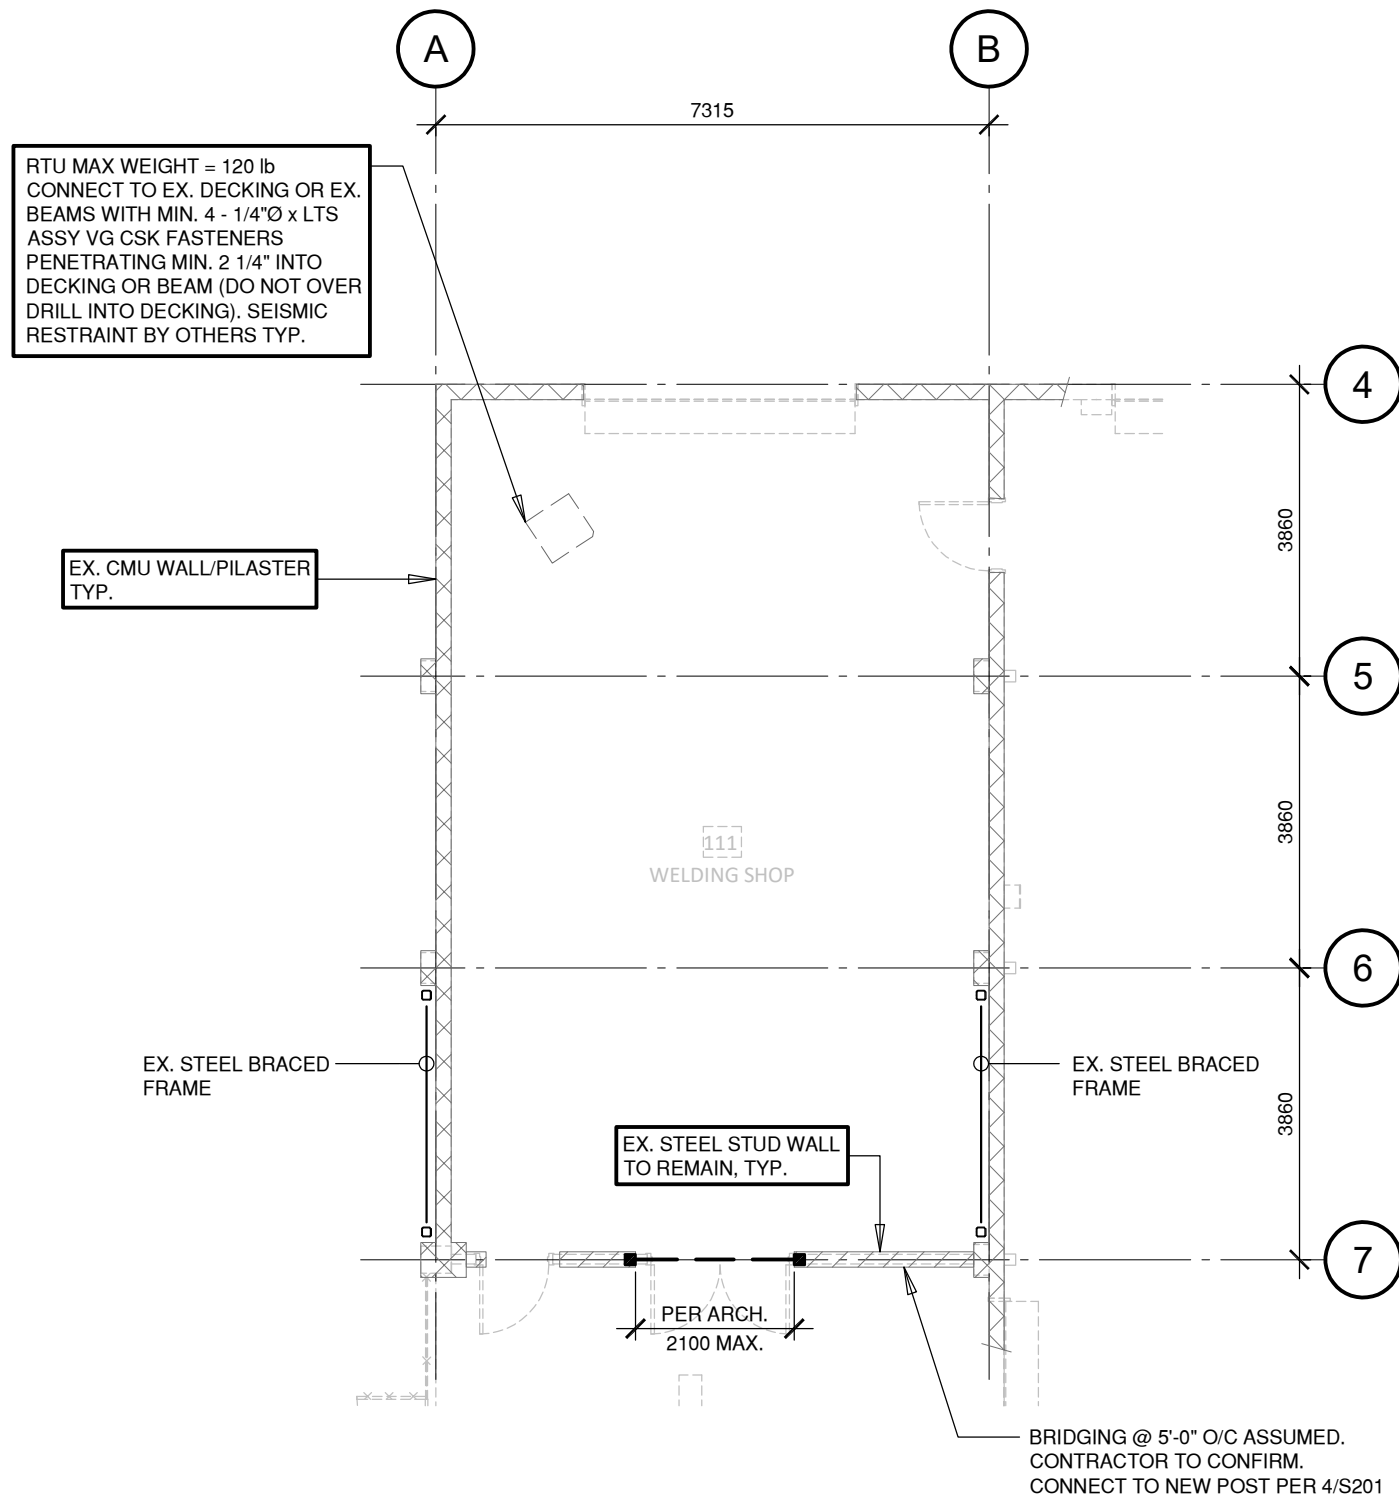 A
B
7315
RTU MAX WEIGHT = 120 lb
CONNECT TO EX. DECKING OR EX.
BEAMS WITH MIN. 4 - 1/4"Ø x LTS
ASSY VG CSK FASTENERS
PENETRATING MIN. 2 1/4" INTO
DECKING OR BEAM (DO NOT OVER
DRILL INTO DECKING). SEISMIC
RESTRAINT BY OTHERS TYP.
4
3860
EX. CMU WALL/PILASTER
TYP.
5
3860
111
WELDING SHOP
6
EX. STEEL BRACED
FRAME
EX. STEEL BRACED
FRAME
3860
EX. STEEL STUD WALL
TO REMAIN, TYP.
7
PER ARCH.
2100 MAX.
BRIDGING @ 5'-0" O/C ASSUMED.
CONTRACTOR TO CONFIRM.
CONNECT TO NEW POST PER 4/S201